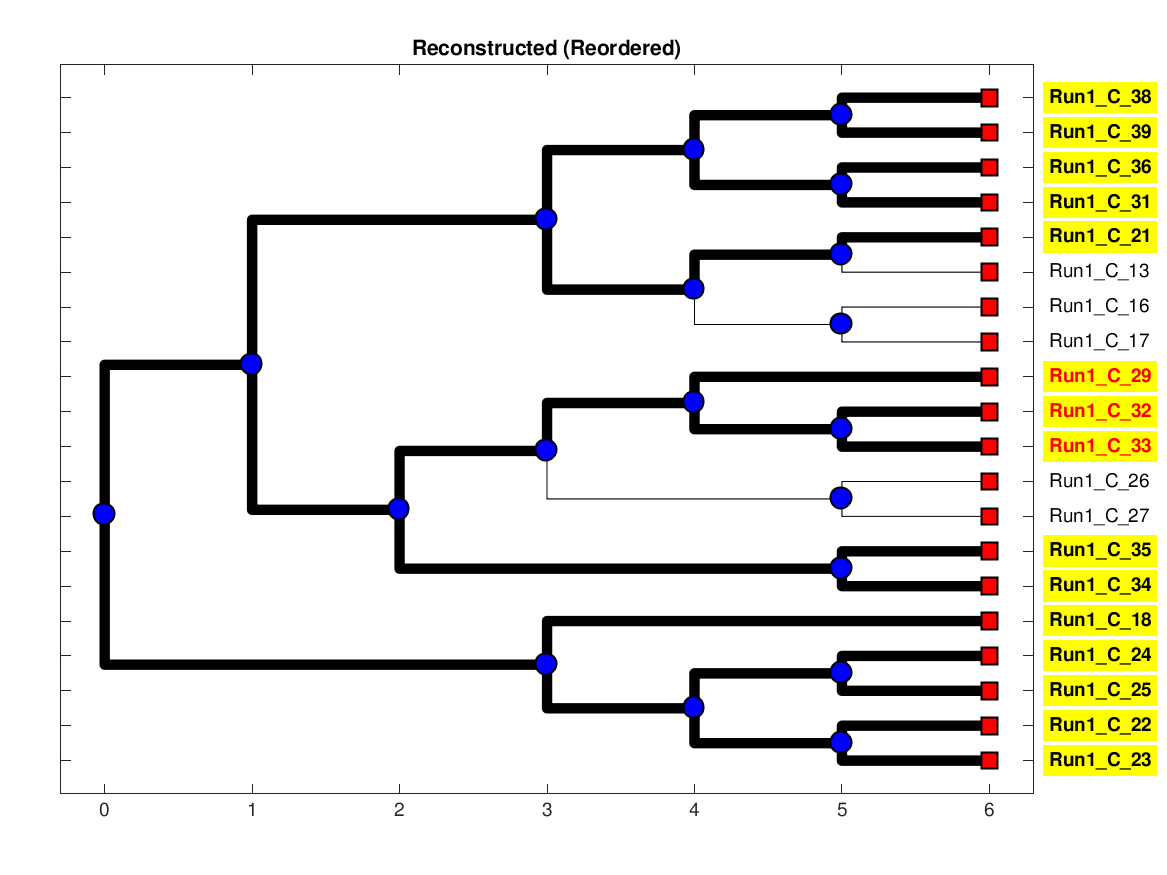 Reconstructed (Reordered)
Run1_C_38
Run1_C_39
Run1_C_36
Run1_C_31
Run1_C_21
Run1_C_13
Run1_C_16
Run1_C_17
Run1_C_29
Run1_C_32
Run1_C_33
Run1_C_26
Run1_C_27
Run1_C_35
Run1_C_34
Run1_C_18
Run1_C_24
Run1_C_25
Run1_C_22
Run1_C_23
0 1 2 3 4 5 6